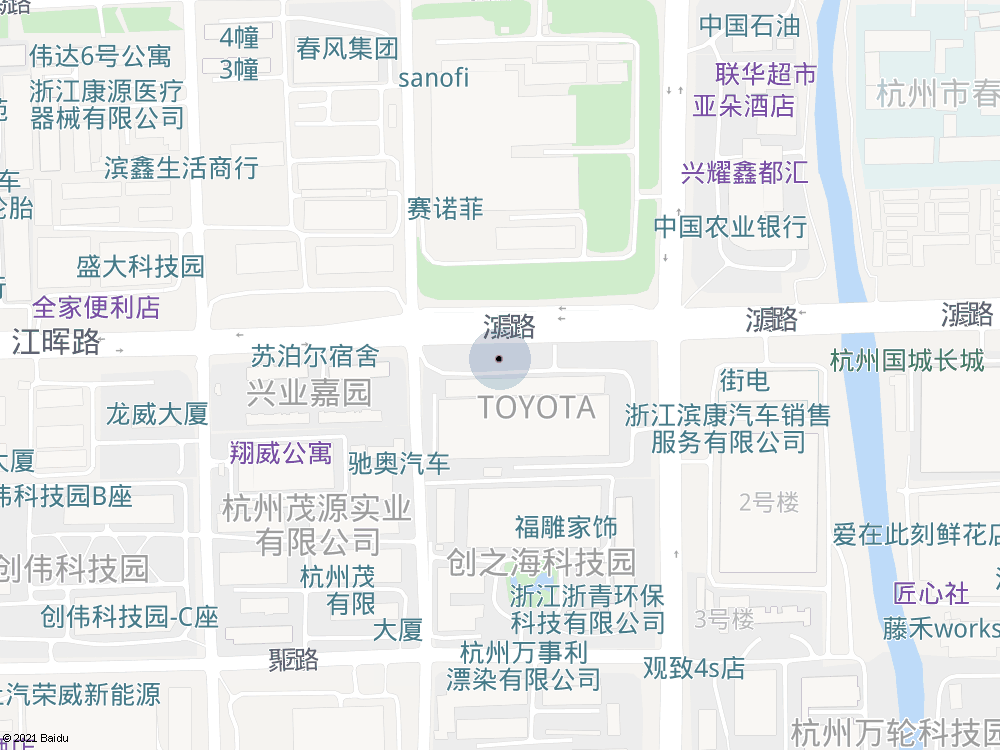 4幢
中国石油
伟达6号公寓
春风集团
3幢
sanofi
联华超市
浙江康源医疗
器械有限公司
杭州市春
亚朵酒店
滨鑫生活商行
兴耀鑫都汇
车
轮胎
赛诺菲
中国农业银行
盛大科技园
全家便利店
江晖路
苏泊尔宿舍
杭州国城长城
兴业嘉园
街电
TOYOTA
龙威大厦
浙江滨康汽车销售
服务有限公司
翔威公寓
驰奥汽车
大厦
伟科技园B座
杭州茂源实业
有限公司
2号楼
福雕家饰
爱在此刻鲜花店
创伟科技园
创之海科技园
杭州茂
有限
匠心社
浙江浙青环保
科技有限公司
创伟科技园-C座
3号楼
大厦
藤禾works
杭州万事利
漂染有限公司
观致4s店
上汽荣威新能源
杭州万轮科技园
© 2021 Baidu